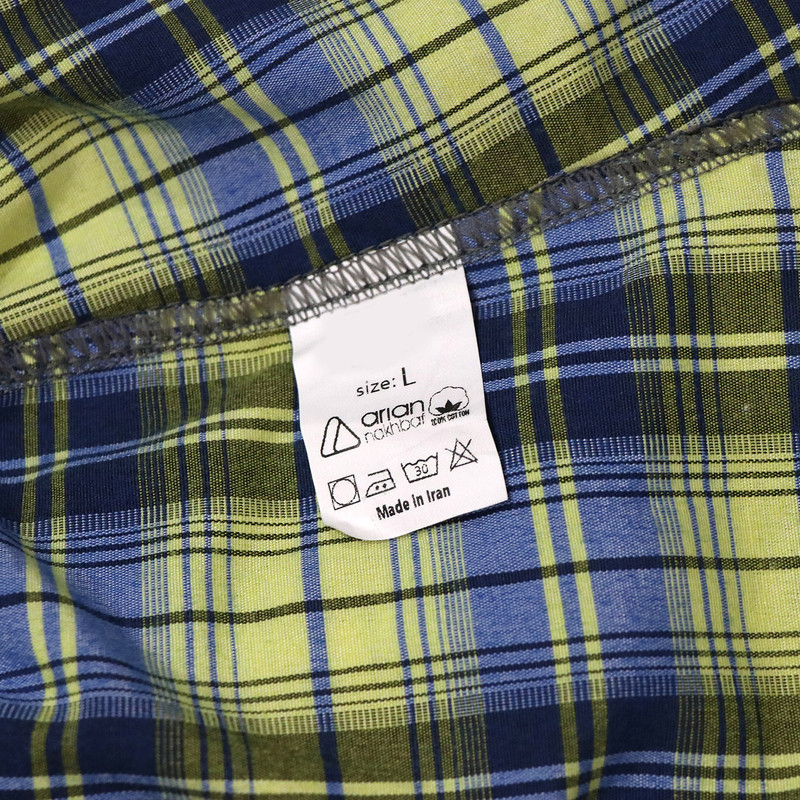 size: L
arian
nakhbaf
100% COTTON
30
Made in Iran